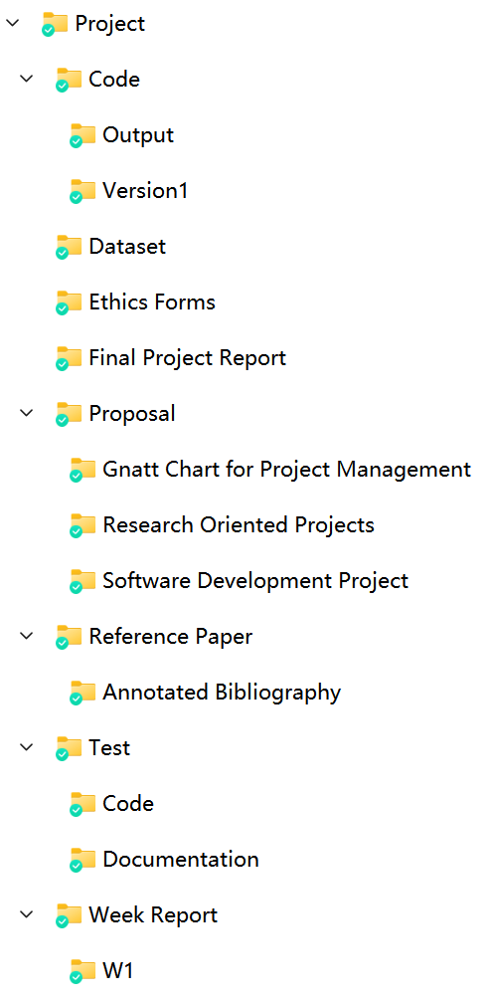 Project
Code
Output
Version1
Dataset
Ethics Forms
Final Project Report
Proposal
Gnatt Chart for Project Management
Research Oriented Projects
Software Development Project
Reference Paper
Annotated Bibliography
Test
Code
Documentation
Week Report
W1